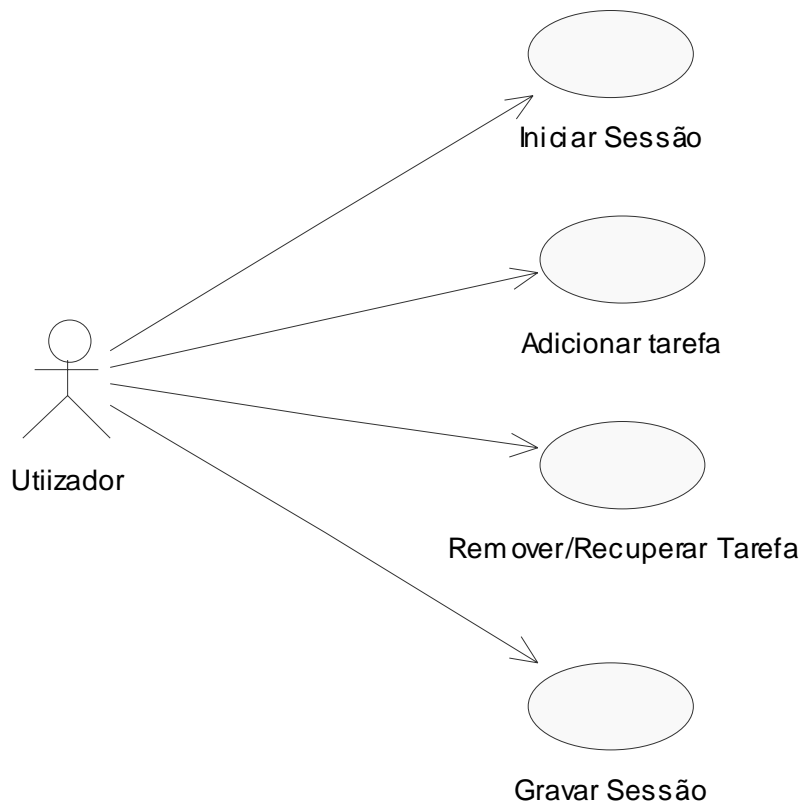 Iniciar Sessão
Adicionar tarefa
Utiizador
Remover/Recuperar Tarefa
Gravar Sessão